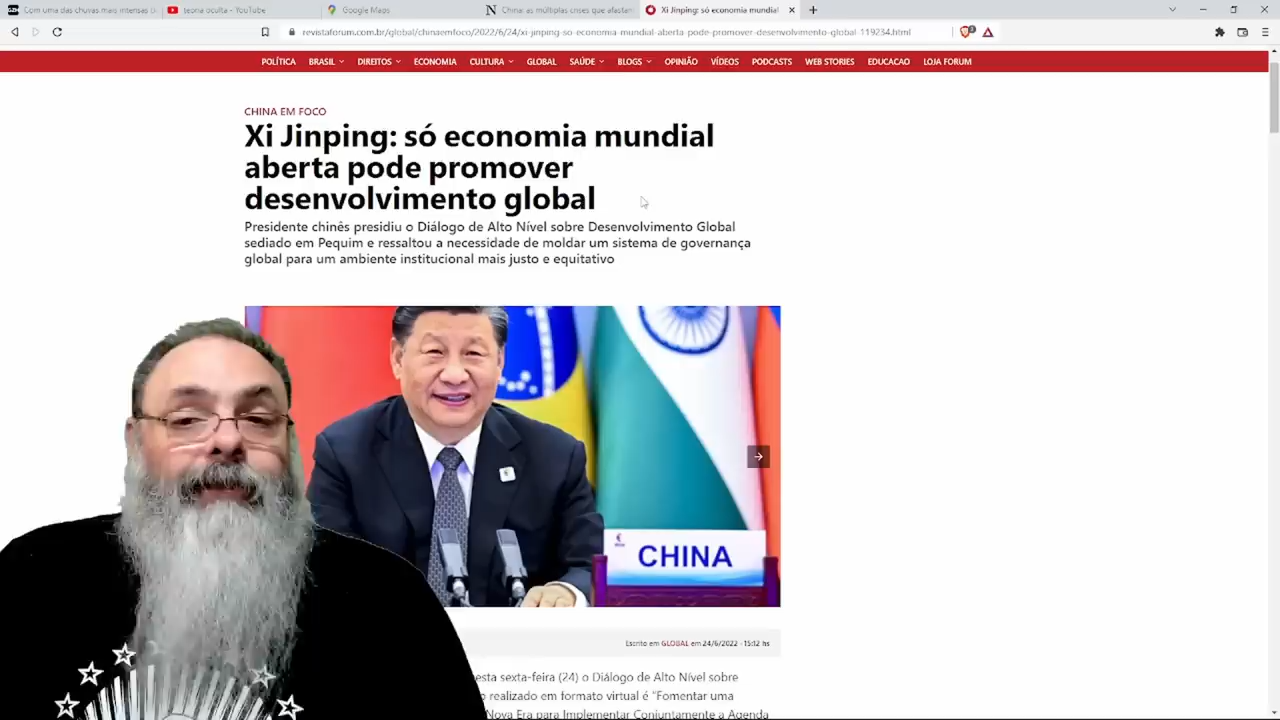 Com uma das chuvas mais intensas d
teoria oculta - YouTube
Google Maps
China: as múltiplas crises que afastam
Xi Jinping: só economia mundial
revistaforum.com.br/global/chinaemfoco/2022/6/24/xi-jinping-so-economia-mundial-aberta-pode-promover-desenvolvimento-global-119234.html
POLÍTICA BRASIL DIREITOS ECONOMIA CULTURA GLOBAL SAÚDE BLOGS OPINIÃO VÍDEOS PODCASTS WEB STORIES EDUCACAO LOJA FORUM
CHINA EM FOCO
Xi Jinping: só economia mundial
aberta pode promover
desenvolvimento global
Presidente chinês presidiu o Diálogo de Alto Nível sobre Desenvolvimento Global
sediado em Pequim e ressaltou a necessidade de moldar um sistema de governança
global para um ambiente institucional mais justo e equitativo
CHINA
Escrito em GLOBAL em 24/6/2022 · 15:12 hs
esta sexta-feira (24) o Diálogo de Alto Nível sobre
o realizado em formato virtual é "Fomentar uma
Nova Era para Implementar Conjuntamente a Agenda